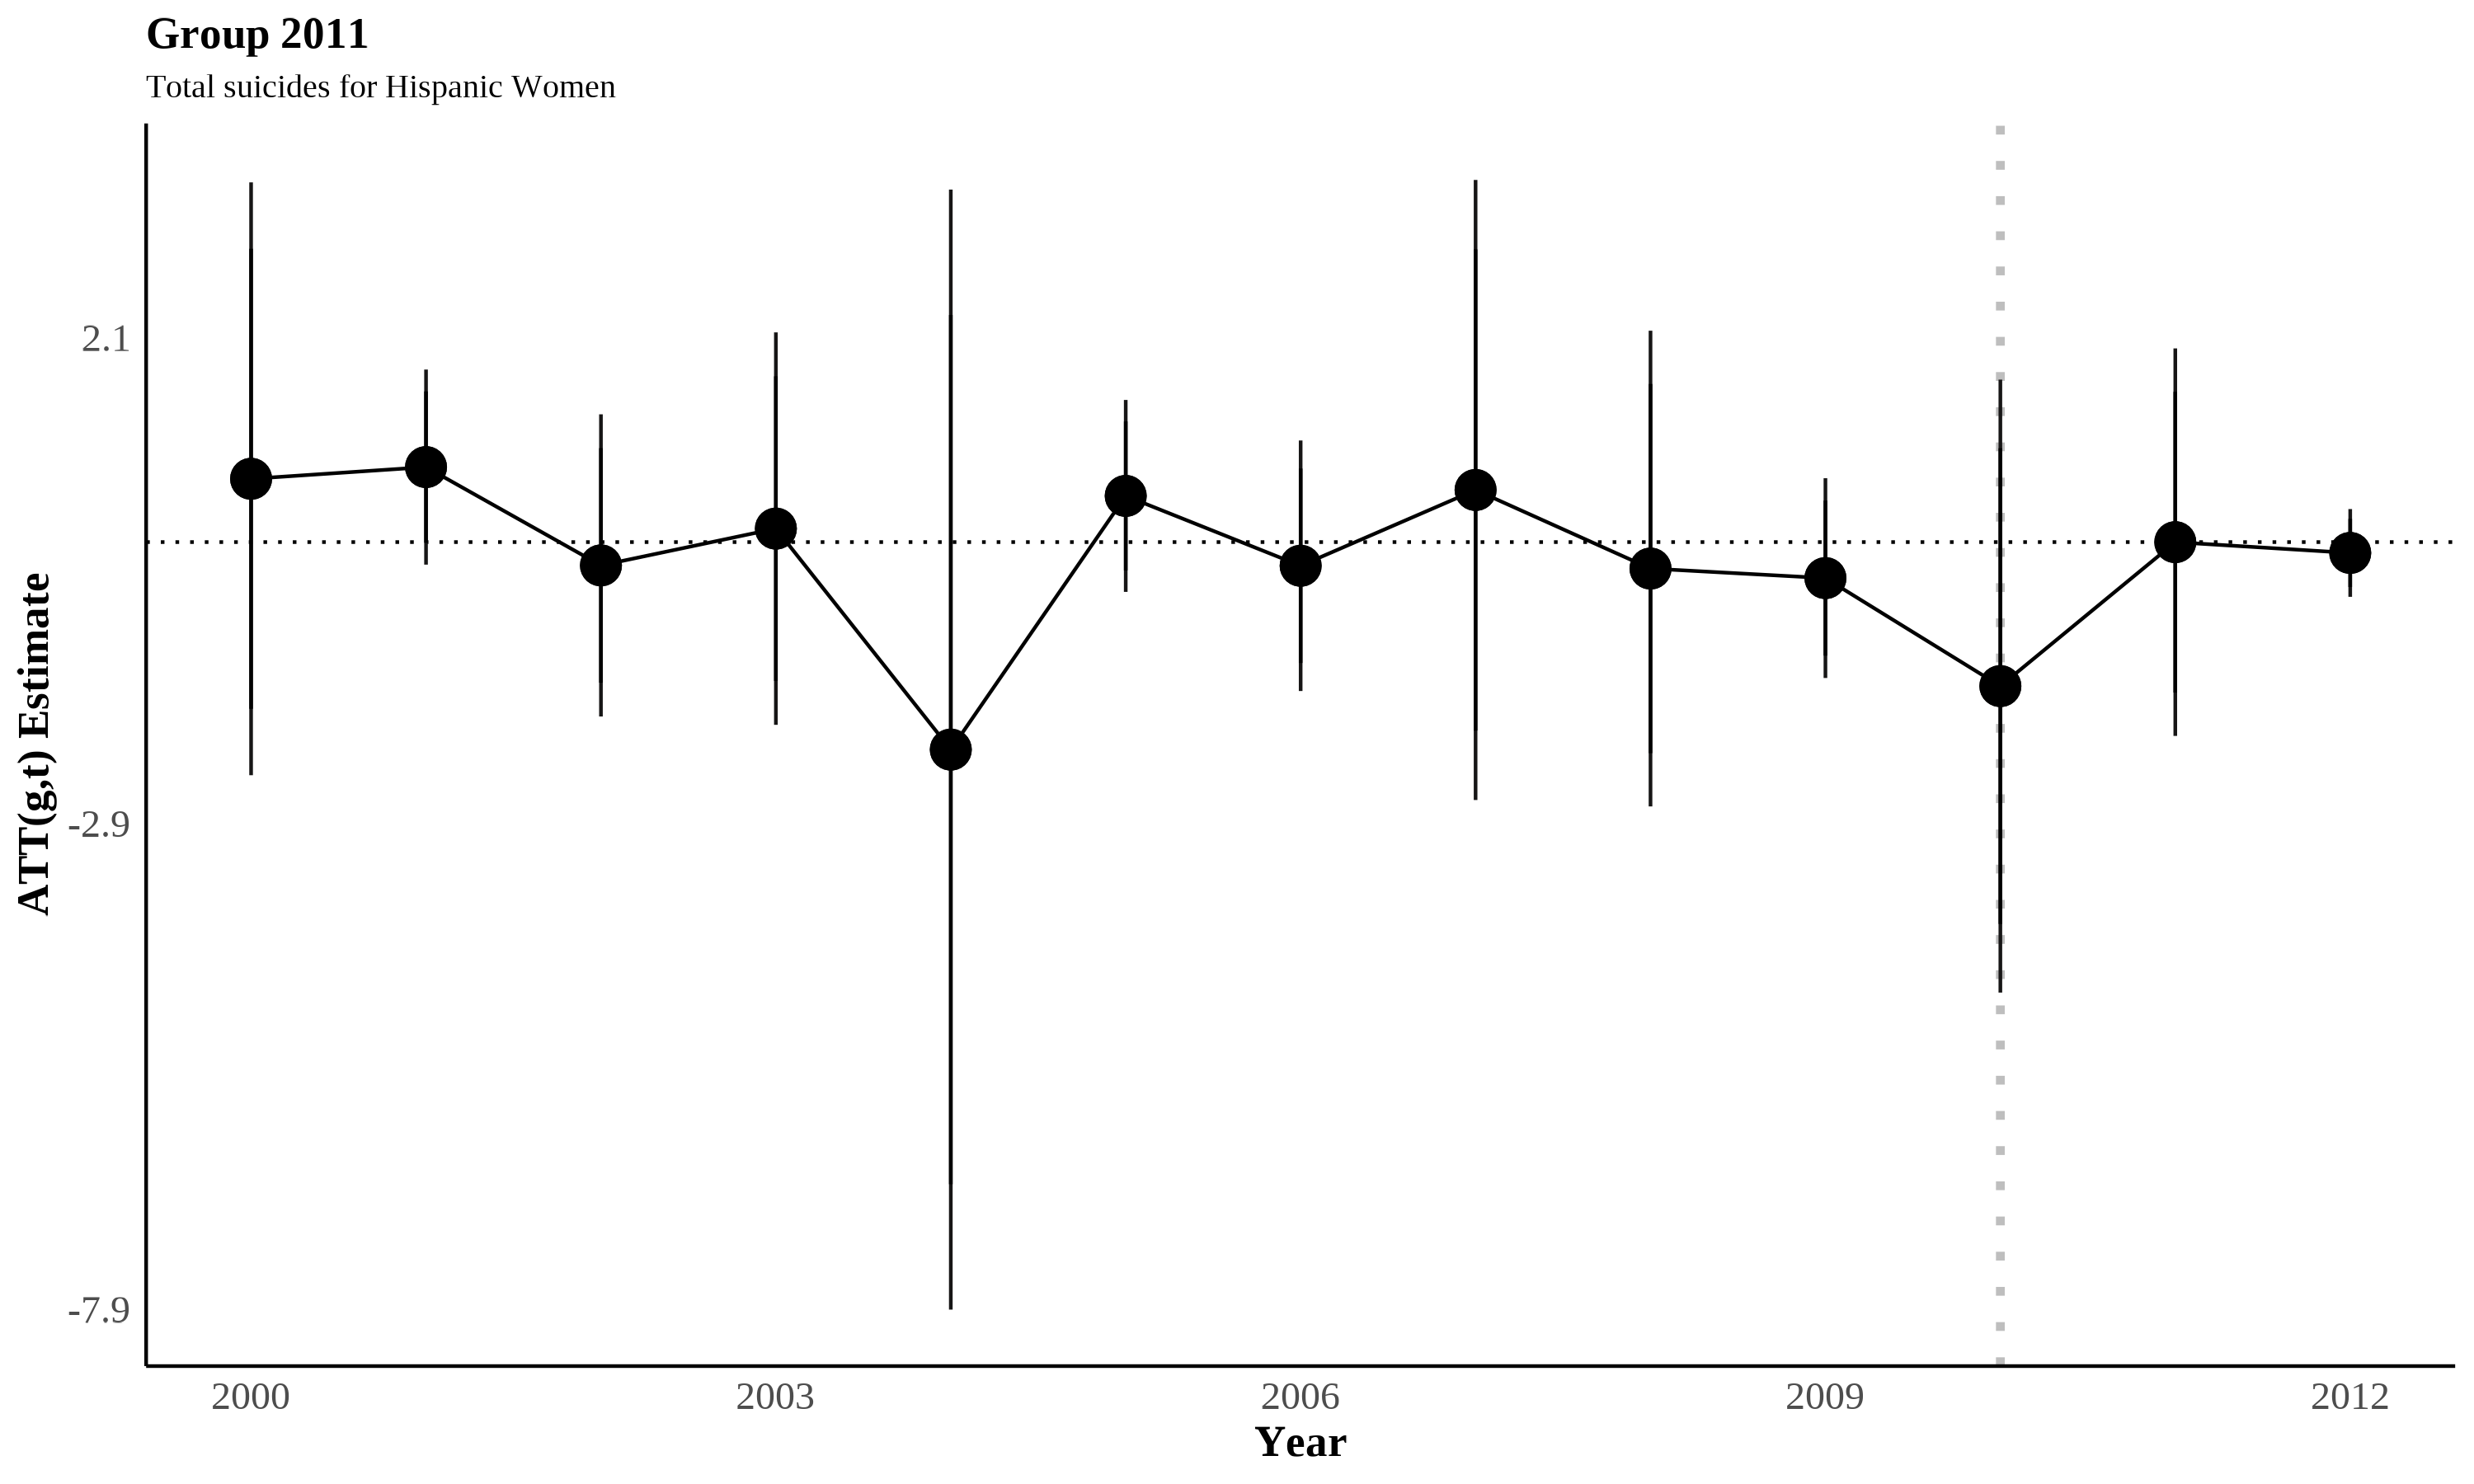 Group 2011
Total suicides for Hispanic Women
ATT(g,t) Estimate
2.1
-2.9
-7.9
2000 2003 2006 2009 2012
Year